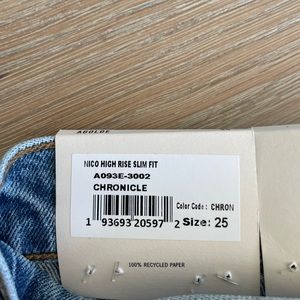 AGOLDE
NICO HIGH RISE SLIM FIT
A093E-3002
CHRONICLE
Color Code : CHRON
1 93693 20597 2 Size: 25
100% RECYCLED PAPER